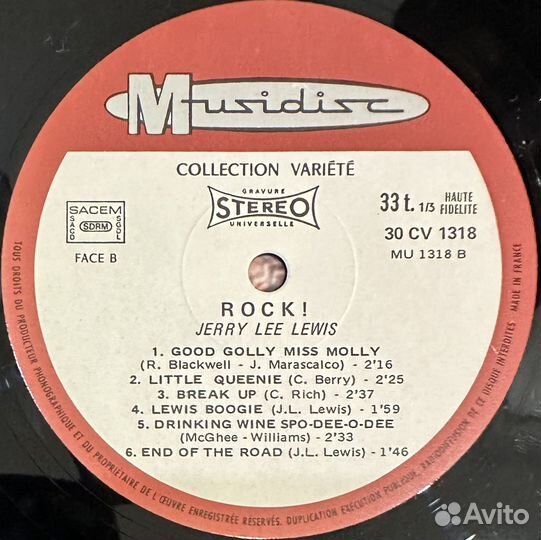 Musidisc
COLLECTION VARIÉTÉ
GRAVURE
STEREO
UNIVERSELLE
SACEM
SACD SDRM SGDL
FACE B
33 t. 1/3 HAUTE FIDELITE
30 CV 1318
MU 1318 B
ROCK!
JERRY LEE LEWIS
1. GOOD GOLLY MISS MOLLY
(R. Blackwell - J. Marascalco) - 2'16
2. LITTLE QUEENIE (C. Berry) - 2'25
3. BREAK UP (C. Rich) - 2'37
4. LEWIS BOOGIE (J.L. Lewis) - 1'59
5. DRINKING WINE SPO-DEE-O-DEE
(McGhee - Williams) - 2'33
6. END OF THE ROAD (J.L. Lewis) - 1'46
TOUS DROITS DU PRODUCTEUR PHONOGRAPHIQUE ET DU PROPRIÉTAIRE DE L'ŒUVRE ENREGISTRÉE RESERVÉS. DUPLICATION EXÉCUTION PUBLIQUE, RADIODIFFUSION DE CE DISQUE INTERDITES - MADE IN FRANCE
Avito